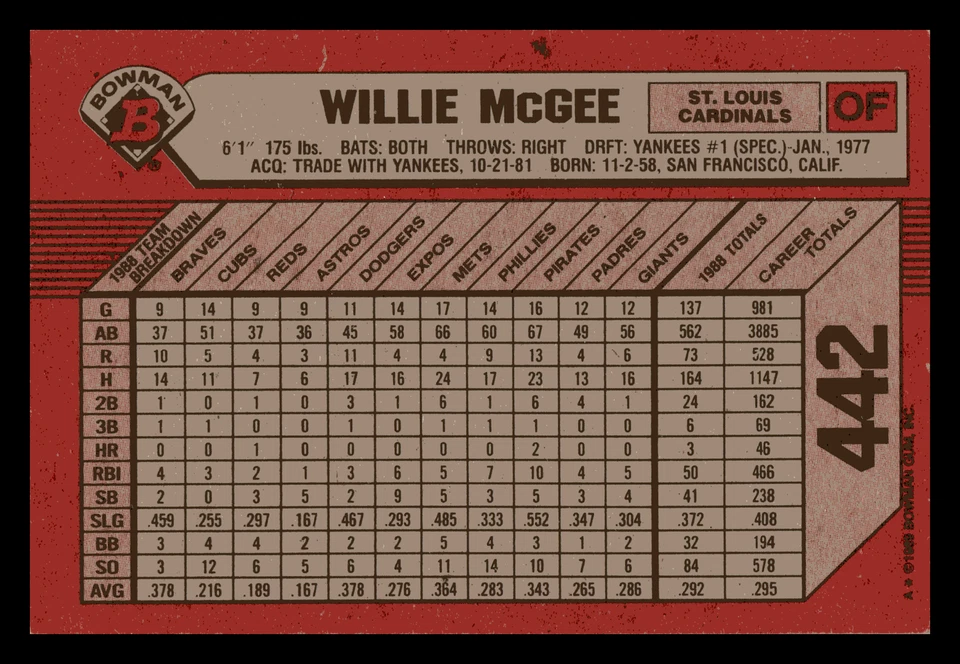 BOWMAN
B
WILLIE McGEE
ST. LOUIS CARDINALS
OF
6'1" 175 lbs. BATS: BOTH THROWS: RIGHT DRFT: YANKEES #1 (SPEC.)-JAN., 1977
ACQ: TRADE WITH YANKEES, 10-21-81 BORN: 11-2-58, SAN FRANCISCO, CALIF.
1988 TEAM BREAKDOWN BRAVES CUBS REDS ASTROS DODGERS EXPOS METS PHILLIES PIRATES PADRES GIANTS 1988 TOTALS CAREER TOTALS
G 9 14 9 9 11 14 17 14 16 12 12 137 981
AB 37 51 37 36 45 58 66 60 67 49 56 562 3885
R 10 5 4 3 11 4 4 9 13 4 6 73 528
H 14 11 7 6 17 16 24 17 23 13 16 164 1147
2B 1 0 1 0 3 1 6 1 6 4 1 24 162
3B 1 1 0 0 1 0 1 1 1 0 0 6 69
HR 0 0 1 0 0 0 0 0 2 0 0 3 46
RBI 4 3 2 1 3 6 5 7 10 4 5 50 466
SB 2 0 3 5 2 9 5 3 5 3 4 41 238
SLG .459 .255 .297 .167 .467 .293 .485 .333 .552 .347 .304 .372 .408
BB 3 4 4 2 2 2 5 4 3 1 2 32 194
SO 3 12 6 5 6 4 11 14 10 7 6 84 578
AVG .378 .216 .189 .167 .378 .276 .364 .283 .343 .265 .286 .292 .295
442
A ** ©1989 BOWMAN GUM, INC.